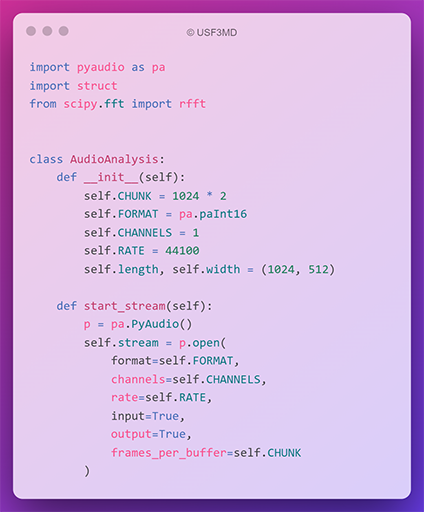 © USF3MD
import pyaudio as pa
import struct
from scipy.fft import rfft
class AudioAnalysis:
    def __init__(self):
        self.CHUNK = 1024 * 2
        self.FORMAT = pa.paInt16
        self.CHANNELS = 1
        self.RATE = 44100
        self.length, self.width = (1024, 512)
    def start_stream(self):
        p = pa.PyAudio()
        self.stream = p.open(
            format=self.FORMAT,
            channels=self.CHANNELS,
            rate=self.RATE,
            input=True,
            output=True,
            frames_per_buffer=self.CHUNK
        )